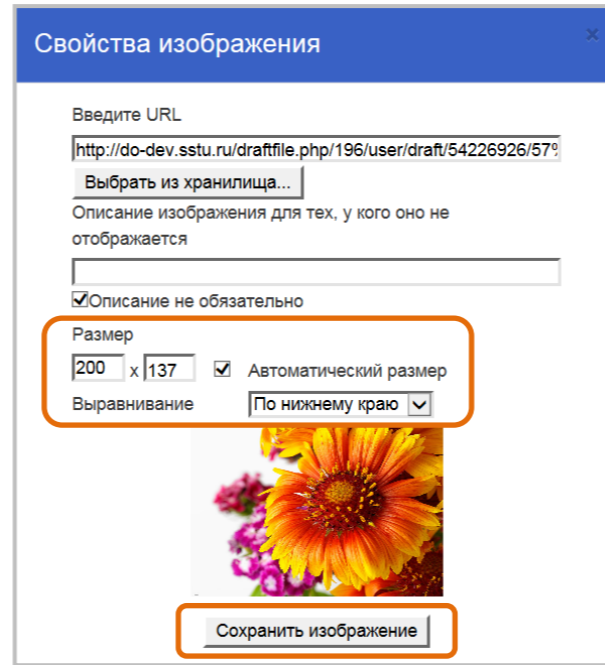 Свойства изображения ×
Введите URL
http://do-dev.sstu.ru/draftfile.php/196/user/draft/54226926/57%
Выбрать из хранилища...
Описание изображения для тех, у кого оно не
отображается
Описание не обязательно
Размер
200 x 137 Автоматический размер
Выравнивание По нижнему краю
Сохранить изображение